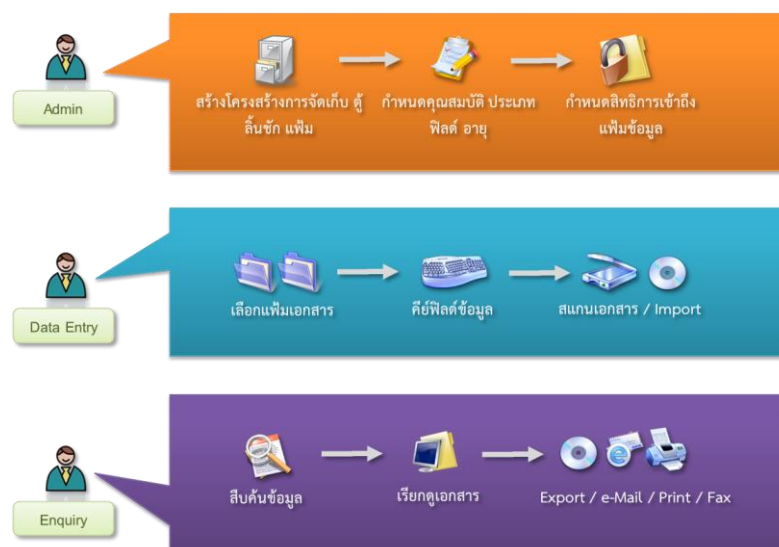 Admin
สร้างโครงสร้างการจัดเก็บ ตู้
ลิ้นชัก แฟ้ม
กำหนดคุณสมบัติ ประเภท
ฟิลด์ อายุ
กำหนดสิทธิการเข้าถึง
แฟ้มข้อมูล
Data Entry
เลือกแฟ้มเอกสาร
คีย์ฟิลด์ข้อมูล
สแกนเอกสาร / Import
Enquiry
สืบค้นข้อมูล
เรียกดูเอกสาร
Export / e-Mail / Print / Fax